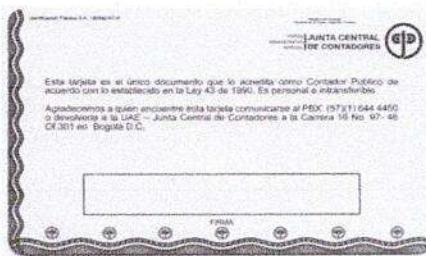 JUNTA CENTRAL
DE CONTADORES
Esta tarjeta es el único documento que lo acredita como Contador Público de
acuerdo con lo establecido en la Ley 43 de 1990. Es personal e intransferible.
Agradecemos a quien encuentre esta tarjeta comunicarse al PBX: (57)(1) 644 4450
o devolverla a la UAE – Junta Central de Contadores a la Carrera 16 No. 97- 46
Of.301 en Bogotá D.C.
FIRMA